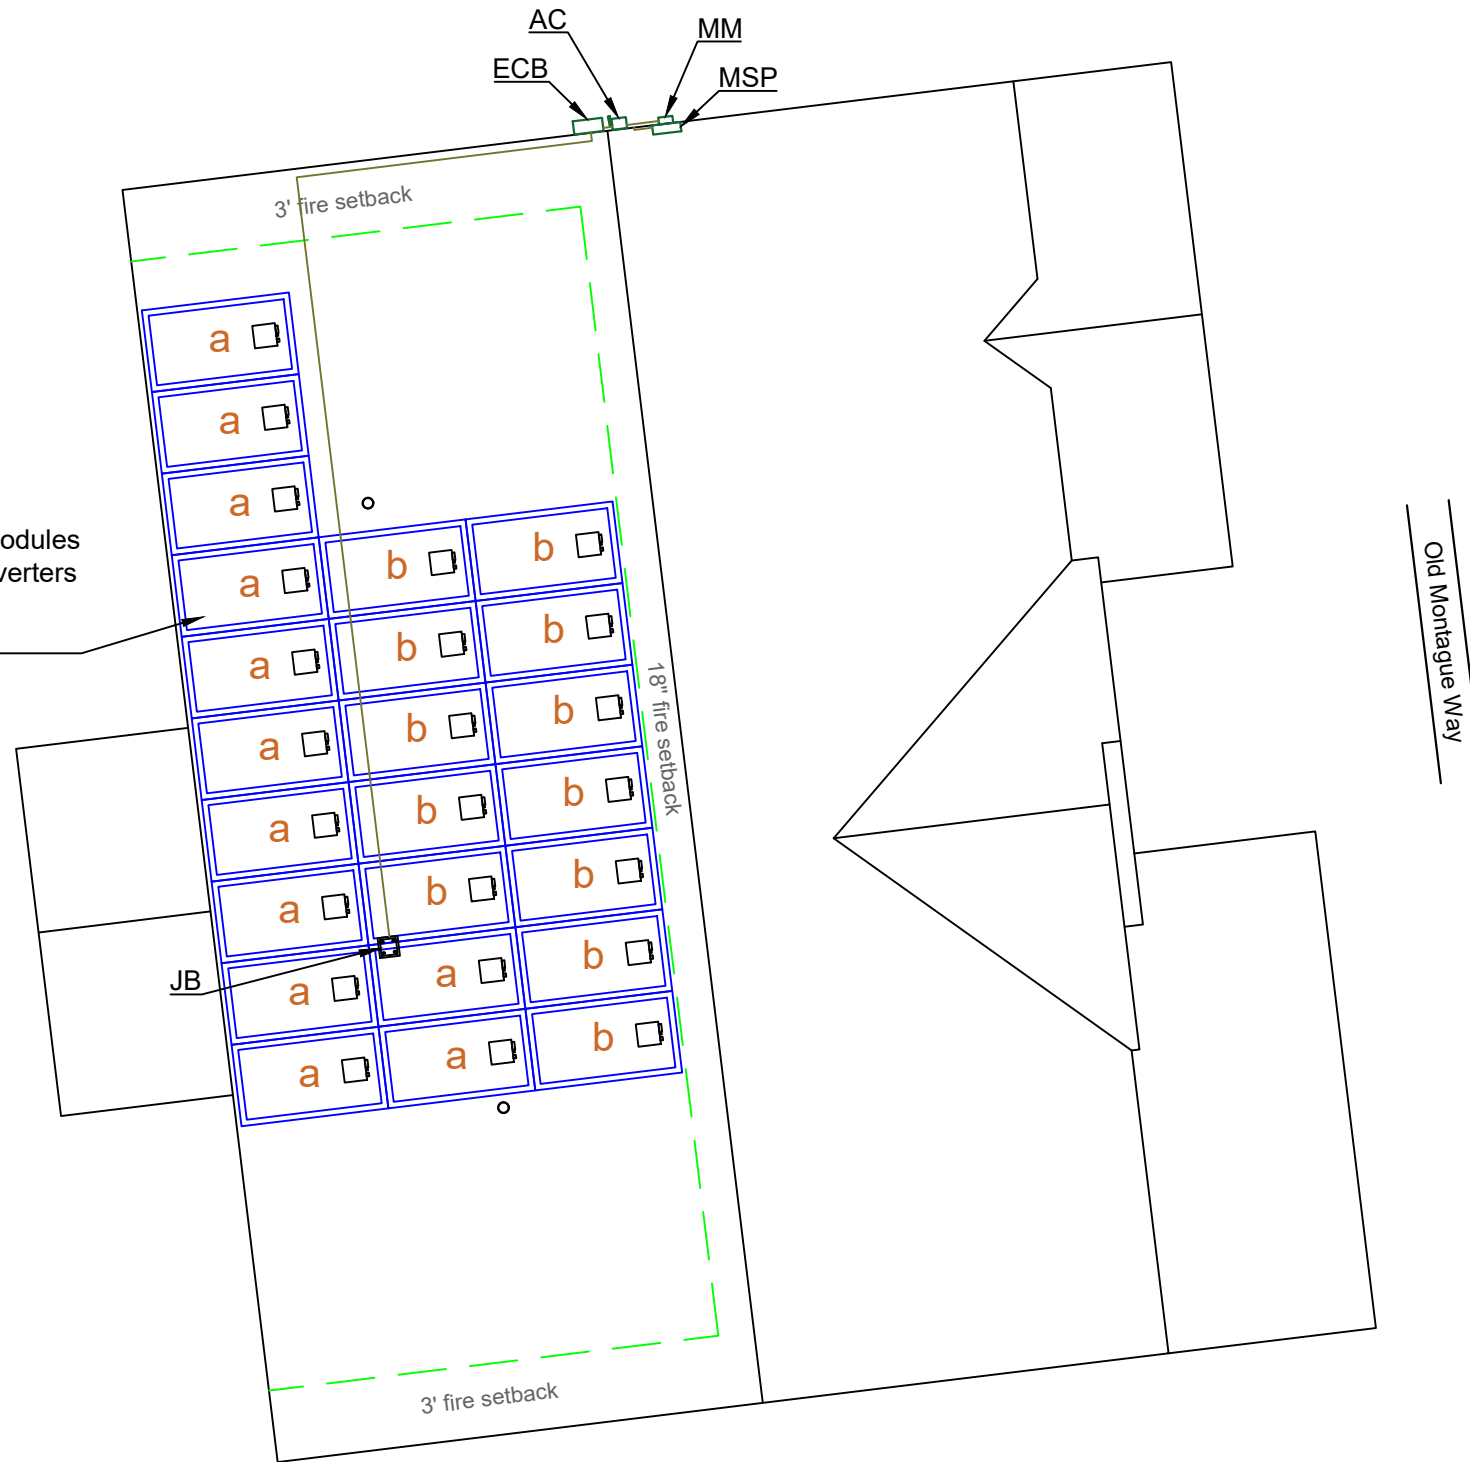 AC
MM
ECB
MSP
3' fire setback
a
a
a
odules
verters
a b b
a b b
a b b
a b b
a b b
a a b
a a b
18" fire setback
JB
3' fire setback
Old Montague Way